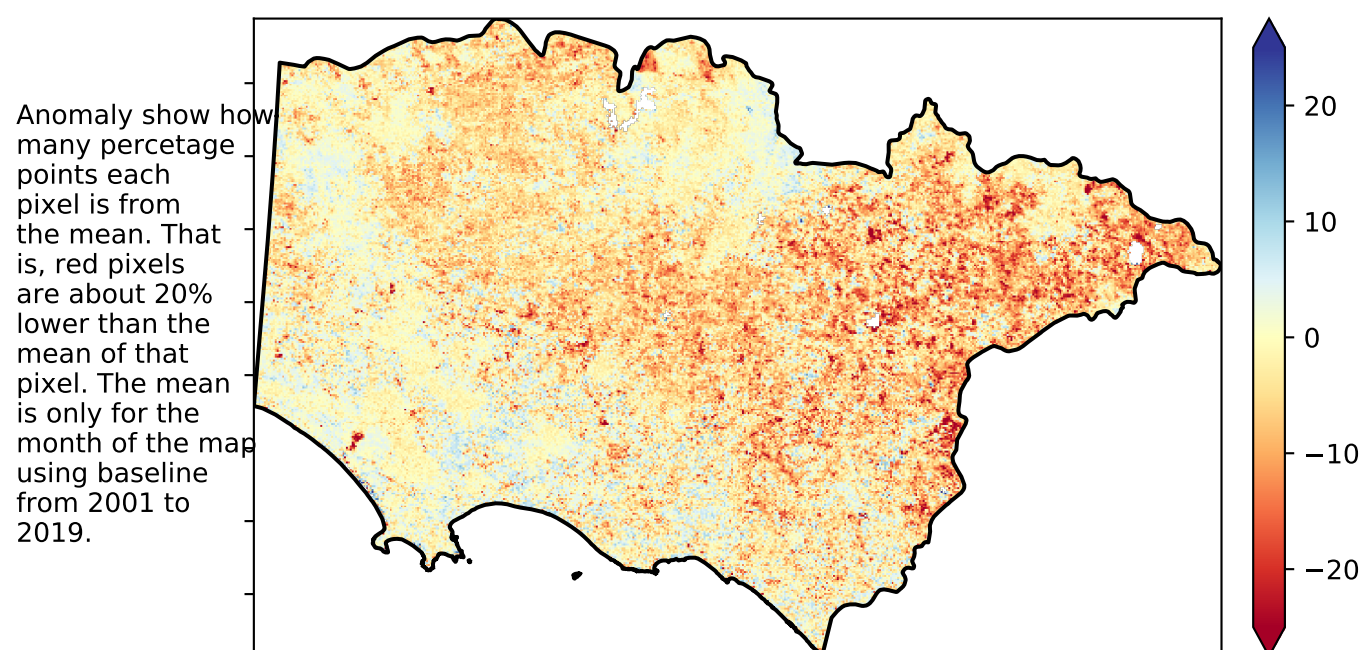 Anomaly show how
many percetage
points each
pixel is from
the mean. That
is, red pixels
are about 20%
lower than the
mean of that
pixel. The mean
is only for the
month of the map
using baseline
from 2001 to
2019.
20
10
0
−10
−20